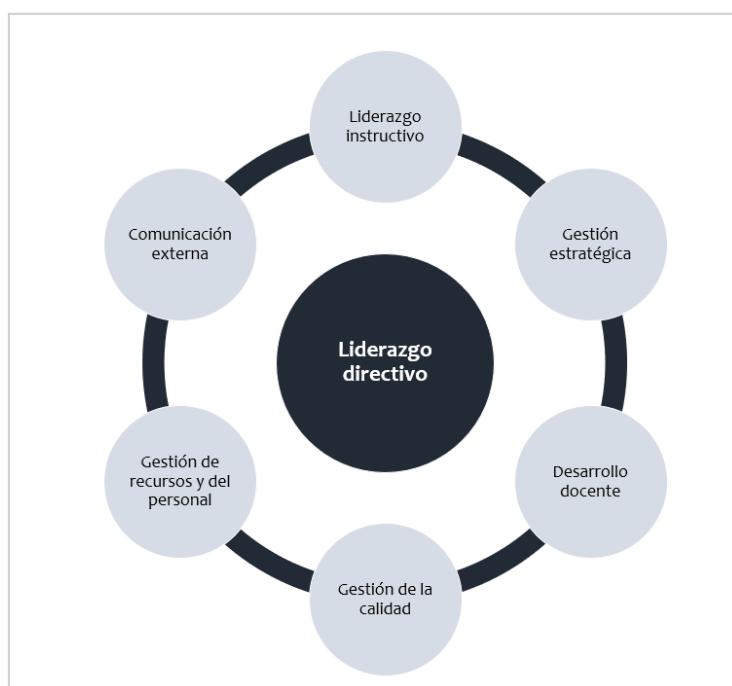 Liderazgo
instructivo
Comunicación
externa
Gestión
estratégica
Liderazgo
directivo
Gestión de
recursos y del
personal
Desarrollo
docente
Gestión de la
calidad